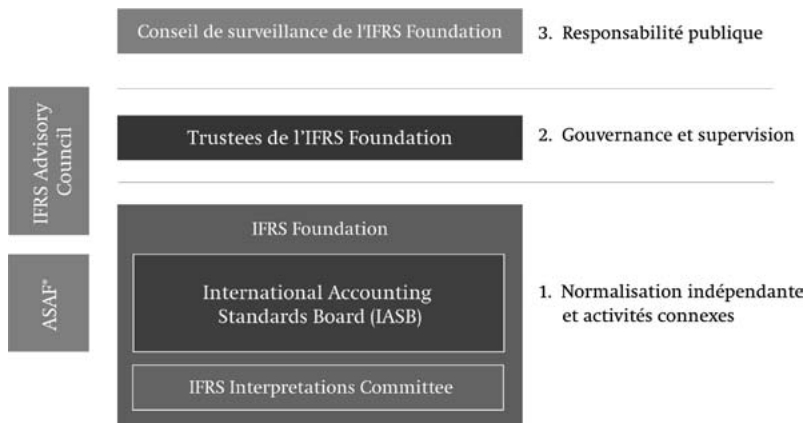 Conseil de surveillance de l'IFRS Foundation
3. Responsabilité publique
IFRS Advisory
Council
Trustees de l'IFRS Foundation
2. Gouvernance et supervision
ASAF*
IFRS Foundation
International Accounting
Standards Board (IASB)
IFRS Interpretations Committee
1. Normalisation indépendante
et activités connexes